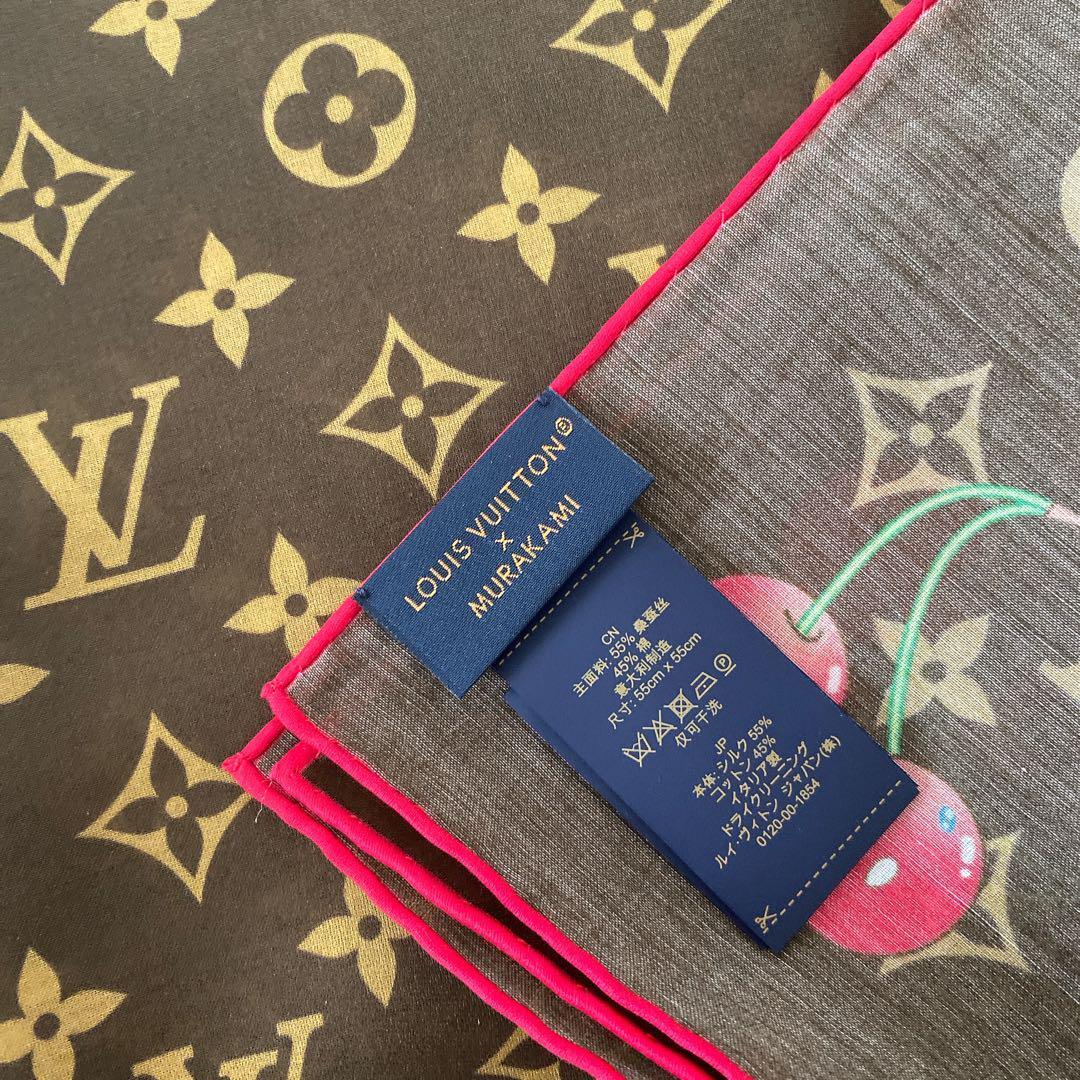 LOUIS VUITTON®
×
MURAKAMI
CN
主面料: 55% 桑蚕丝
45% 棉
意大利制造
尺寸: 55cm x 55cm
P
仅可干洗
JP
本体: シルク 55%
コットン 45%
イタリア製
ドライクリーニング
ルイ・ヴィトン ジャパン(株)
0120-00-1854